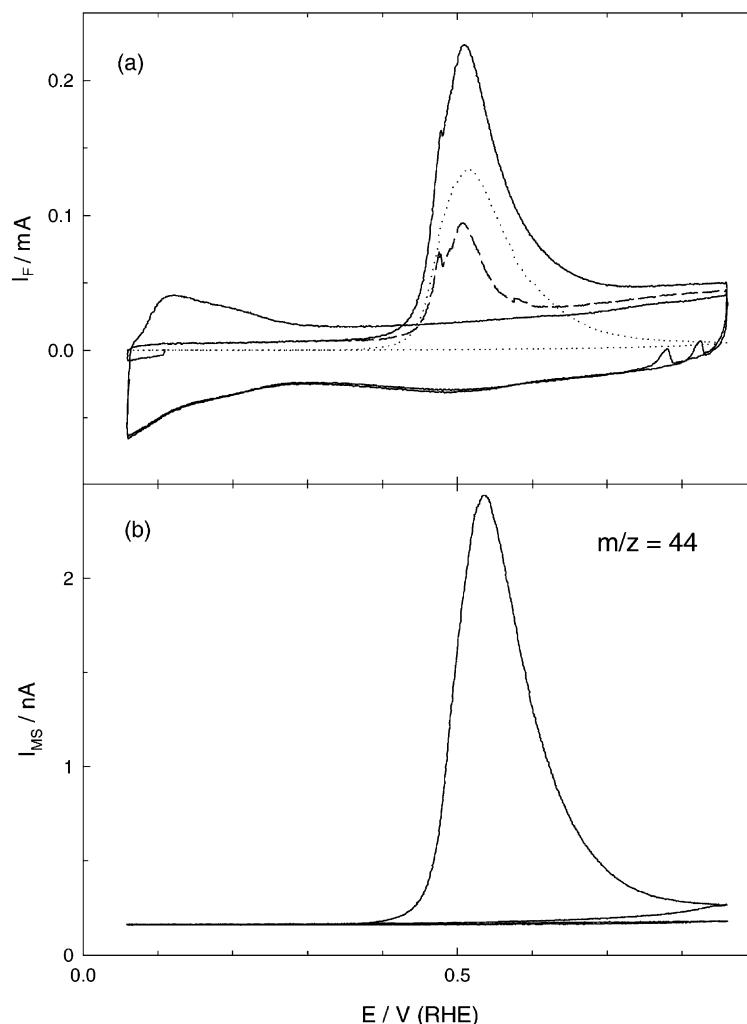 (a)
0.2
0.1
0.0
I_F / mA
(b)
m/z = 44
2
1
0
I_MS / nA
0.0
0.5
E / V (RHE)